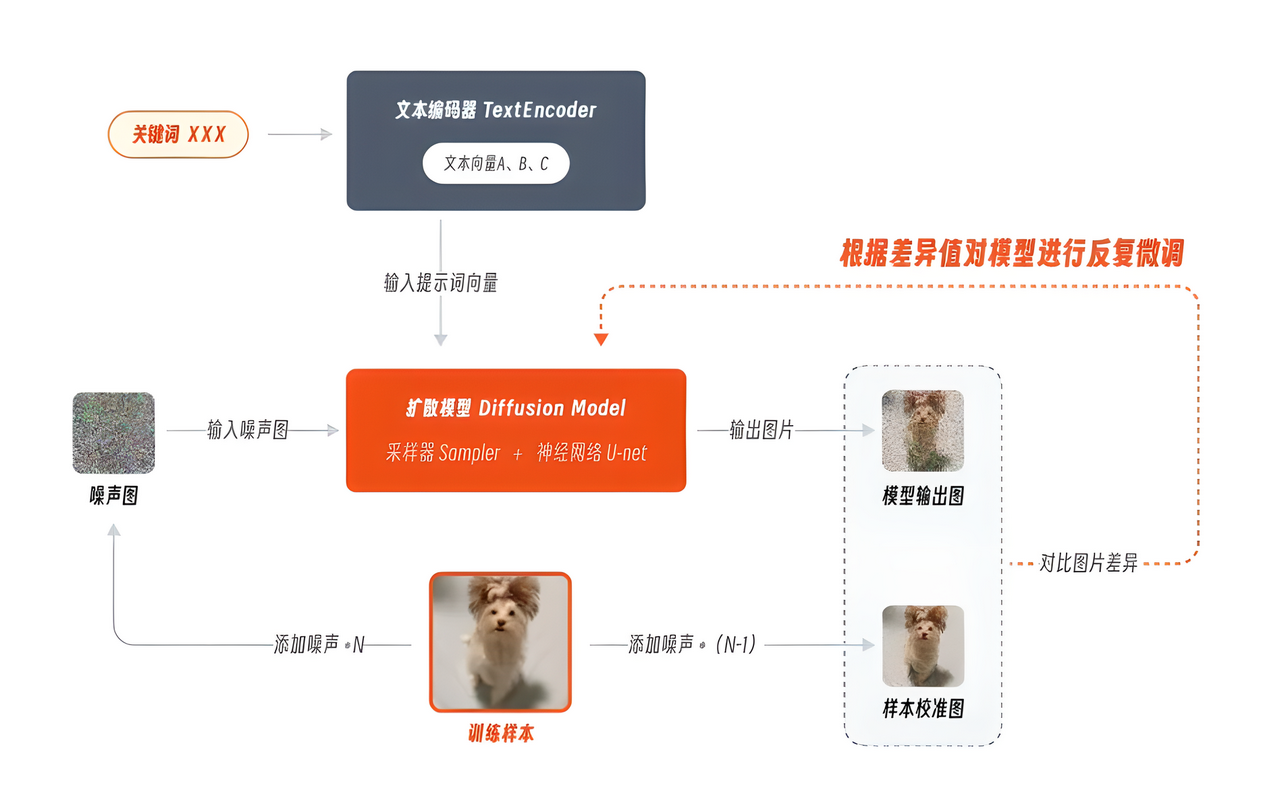 文本编码器 TextEncoder
关键词 XXX
文本向量A、B、C
根据差异值对模型进行反复微调
输入提示词向量
扩散模型 Diffusion Model
输入噪声图
输出图片
采样器 Sampler + 神经网络 U-net
噪声图
模型输出图
对比图片差异
添加噪声 * N
添加噪声 * (N-1)
样本校准图
训练样本